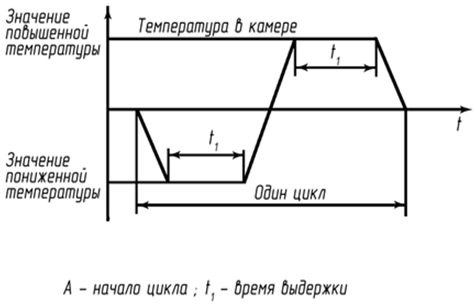 Значение
повышенной
температуры
Температура в камере
t₁
t
t₁
Значение
пониженной
температуры
Один цикл
А – начало цикла ; t₁ – время выдержки